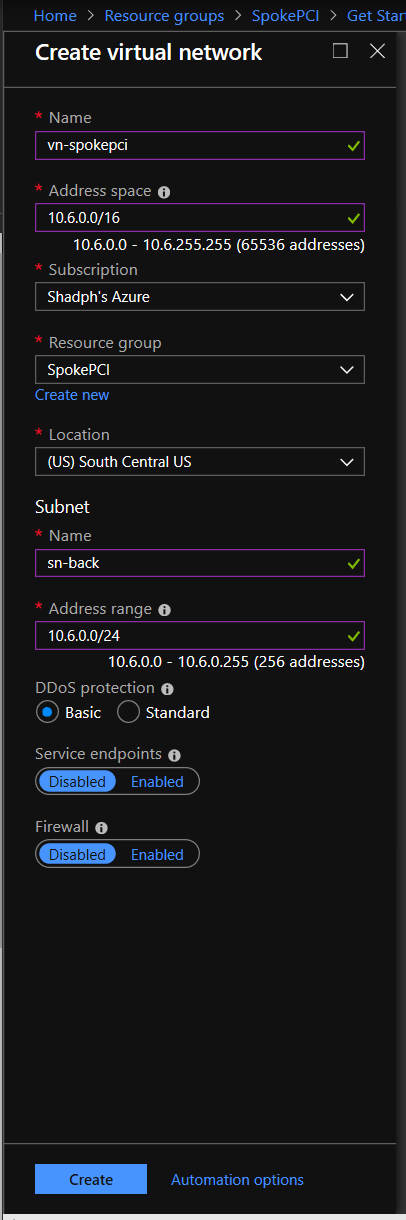 Home > Resource groups > SpokePCI > Get Star
Create virtual network
* Name
vn-spokepci
* Address space
10.6.0.0/16
10.6.0.0 - 10.6.255.255 (65536 addresses)
* Subscription
Shadph's Azure
* Resource group
SpokePCI
Create new
* Location
(US) South Central US
Subnet
* Name
sn-back
* Address range
10.6.0.0/24
10.6.0.0 - 10.6.0.255 (256 addresses)
DDoS protection
Basic Standard
Service endpoints
Disabled Enabled
Firewall
Disabled Enabled
Create Automation options